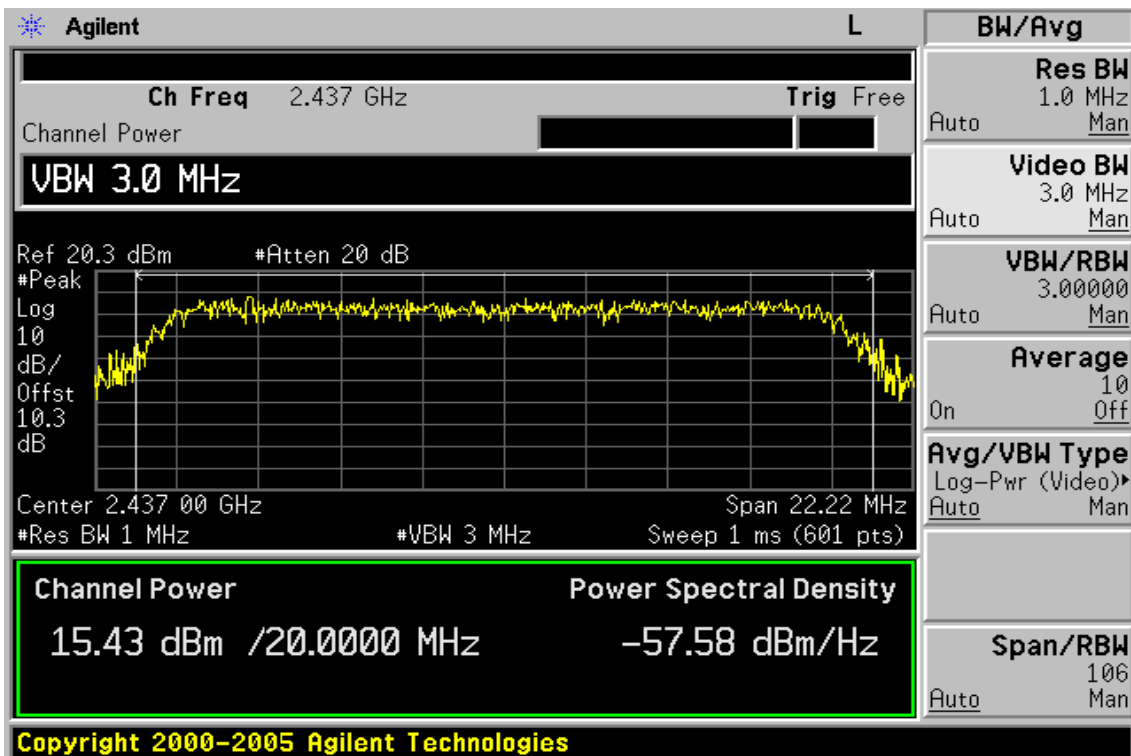 Agilent
L
Ch Freq 2.437 GHz
Trig Free
Channel Power
VBW 3.0 MHz
Ref 20.3 dBm
#Atten 20 dB
#Peak
Log
10
dB/
Offst
10.3
dB
Center 2.437 00 GHz
Span 22.22 MHz
#Res BW 1 MHz
#VBW 3 MHz
Sweep 1 ms (601 pts)
Channel Power
Power Spectral Density
15.43 dBm /20.0000 MHz
-57.58 dBm/Hz
BW/Avg
Res BW
1.0 MHz
Auto Man
Video BW
3.0 MHz
Auto Man
VBW/RBW
3.00000
Auto Man
Average
10
On Off
Avg/VBW Type
Log-Pwr (Video)
Auto Man
Span/RBW
106
Auto Man
Copyright 2000-2005 Agilent Technologies